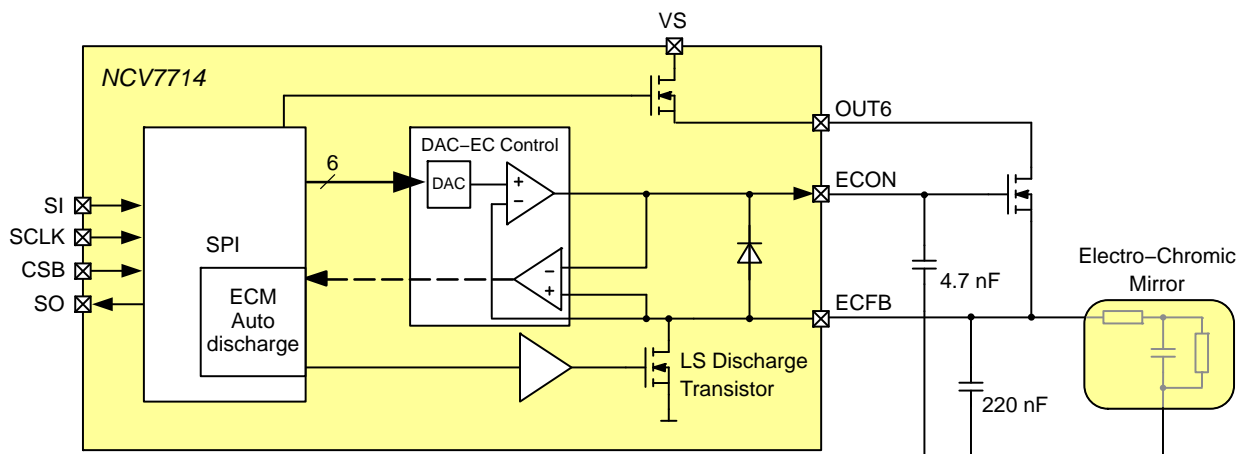 VS
NCV7714
OUT6
DAC−EC Control
6
DAC
+
−
ECON
SI
SCLK
CSB
SO
SPI
−
+
Electro−Chromic
Mirror
4.7 nF
ECM
Auto
discharge
ECFB
LS Discharge
Transistor
220 nF